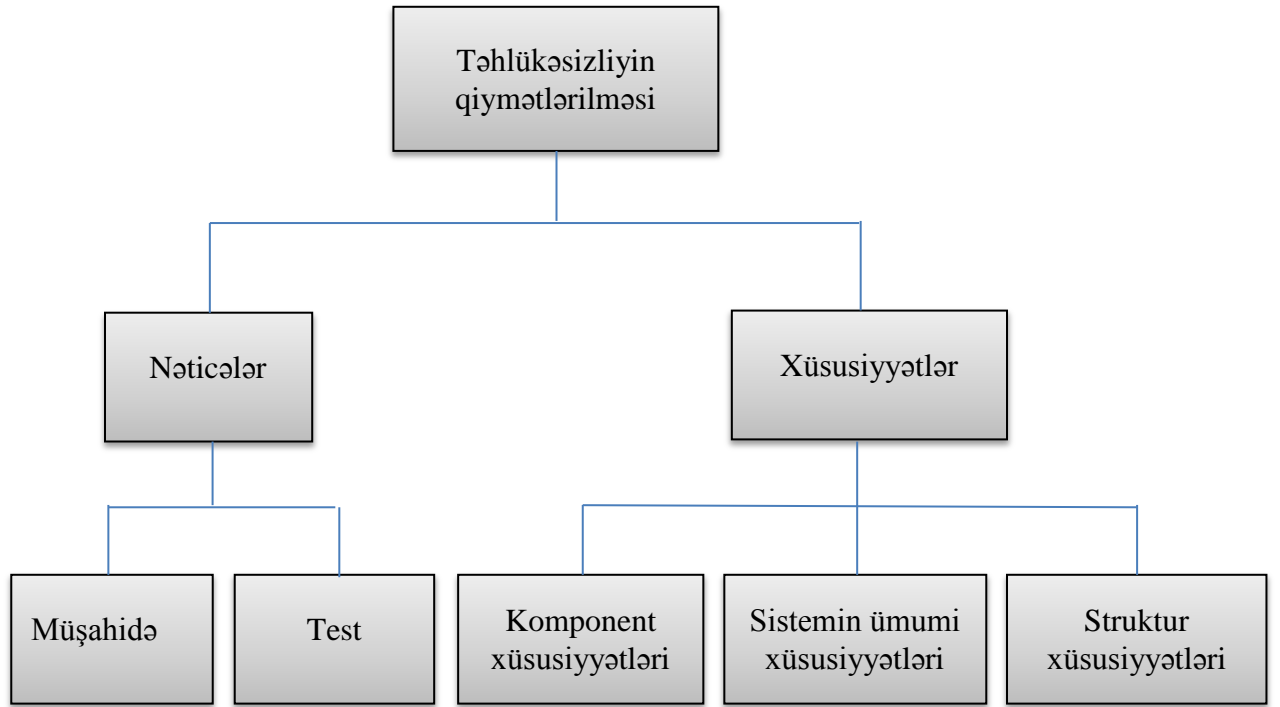 Təhlükəsizliyin
qiymətlərilməsi
Nəticələr
Xüsusiyyətlər
Müşahidə
Test
Komponent
xüsusiyyətləri
Sistemin ümumi
xüsusiyyətləri
Struktur
xüsusiyyətləri